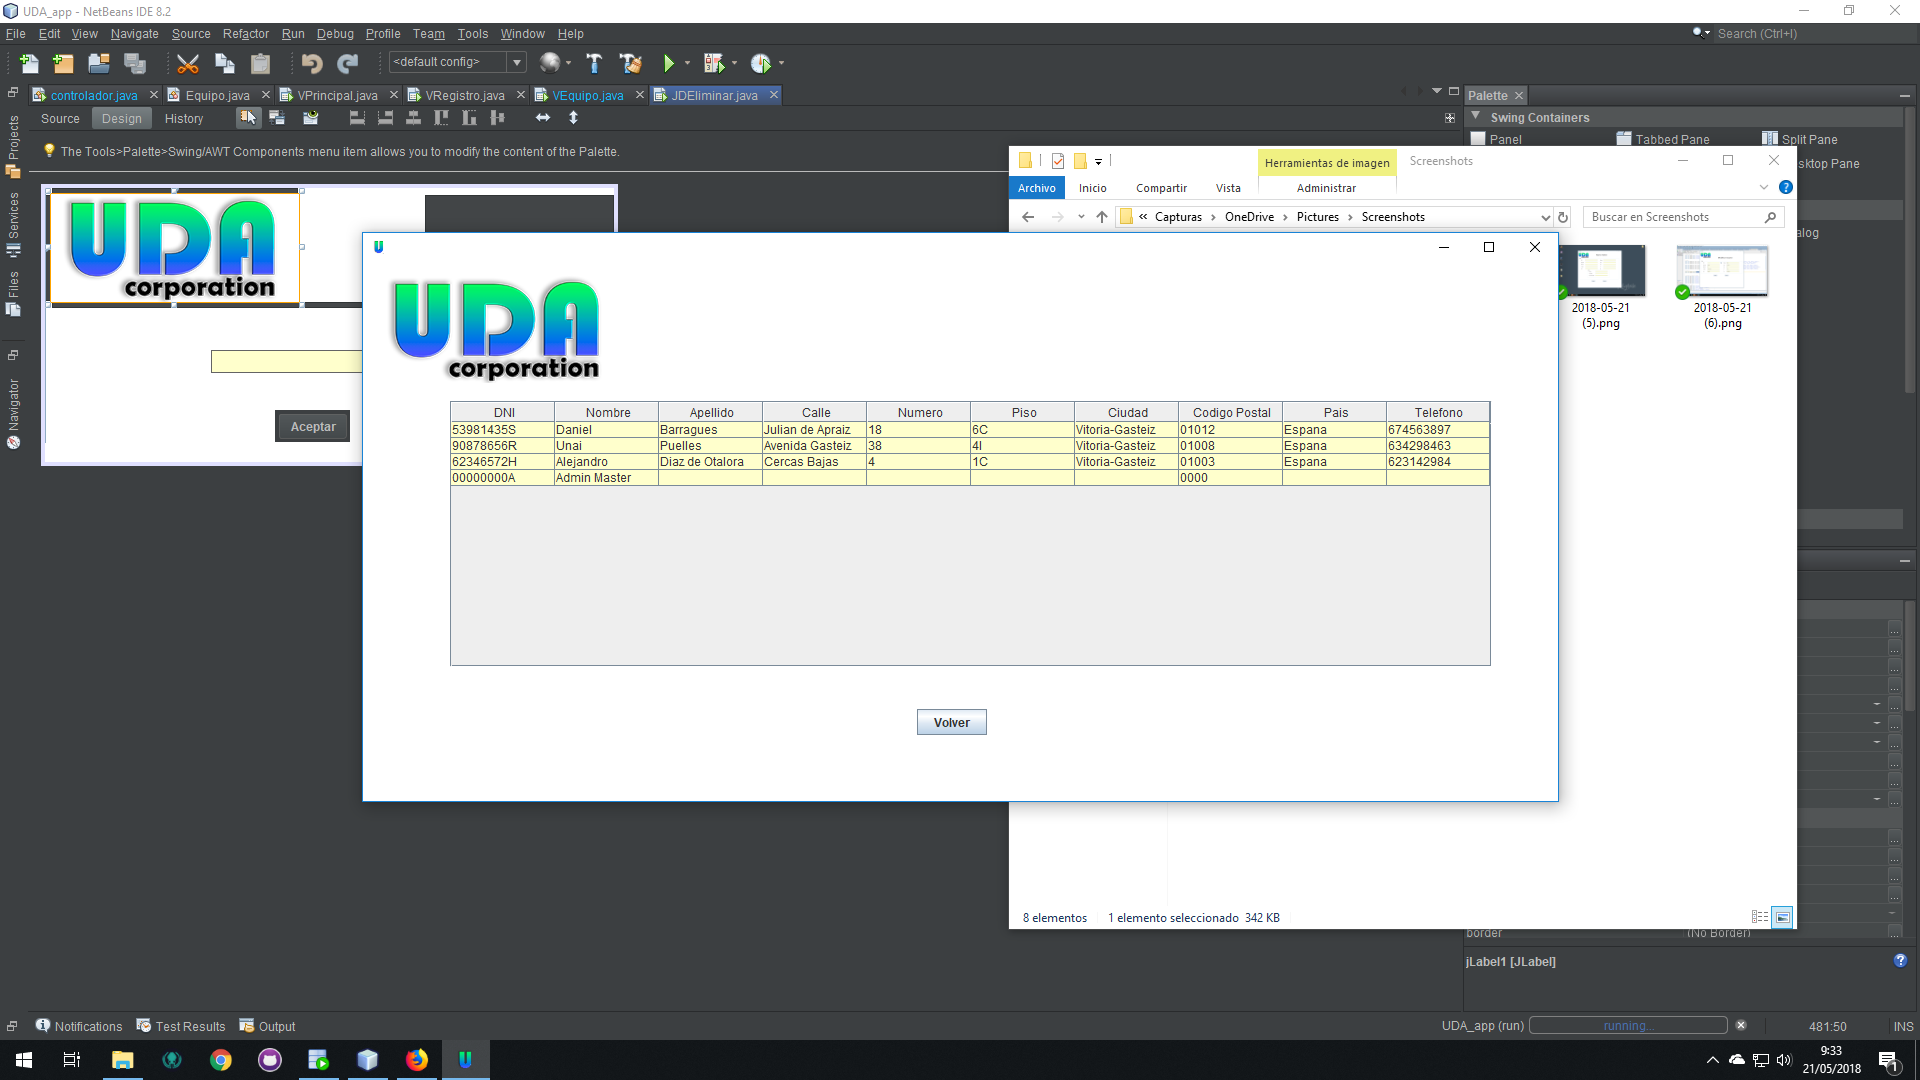 UDA_app - NetBeans IDE 8.2
File Edit View Navigate Source Refactor Run Debug Profile Team Tools Window Help
Search (Ctrl+I)
<default config>
controlador.java Equipo.java VPrincipal.java VRegistro.java VEquipo.java JDEliminar.java
Palette
Source Design History
Swing Containers
Panel Tabbed Pane Split Pane
The Tools>Palette>Swing/AWT Components menu item allows you to modify the content of the Palette.
Projects
Services
Files
Navigator
Herramientas de imagen Screenshots
Archivo Inicio Compartir Vista Administrar
« Capturas > OneDrive > Pictures > Screenshots
Buscar en Screenshots
UDA
corporation
Aceptar
UDA
corporation
DNI Nombre Apellido Calle Numero Piso Ciudad Codigo Postal Pais Telefono
53981435S Daniel Barragues Julian de Apraiz 18 6C Vitoria-Gasteiz 01012 Espana 674563897
90878656R Unai Puelles Avenida Gasteiz 38 4I Vitoria-Gasteiz 01008 Espana 634298463
62346572H Alejandro Diaz de Otalora Cercas Bajas 4 1C Vitoria-Gasteiz 01003 Espana 623142984
00000000A Admin Master 0000
Volver
2018-05-21
(5).png
2018-05-21
(6).png
8 elementos 1 elemento seleccionado 342 KB
border (No Border)
jLabel1 [JLabel]
Notifications Test Results Output
UDA_app (run) running... 481:50 INS
9:33
21/05/2018
1